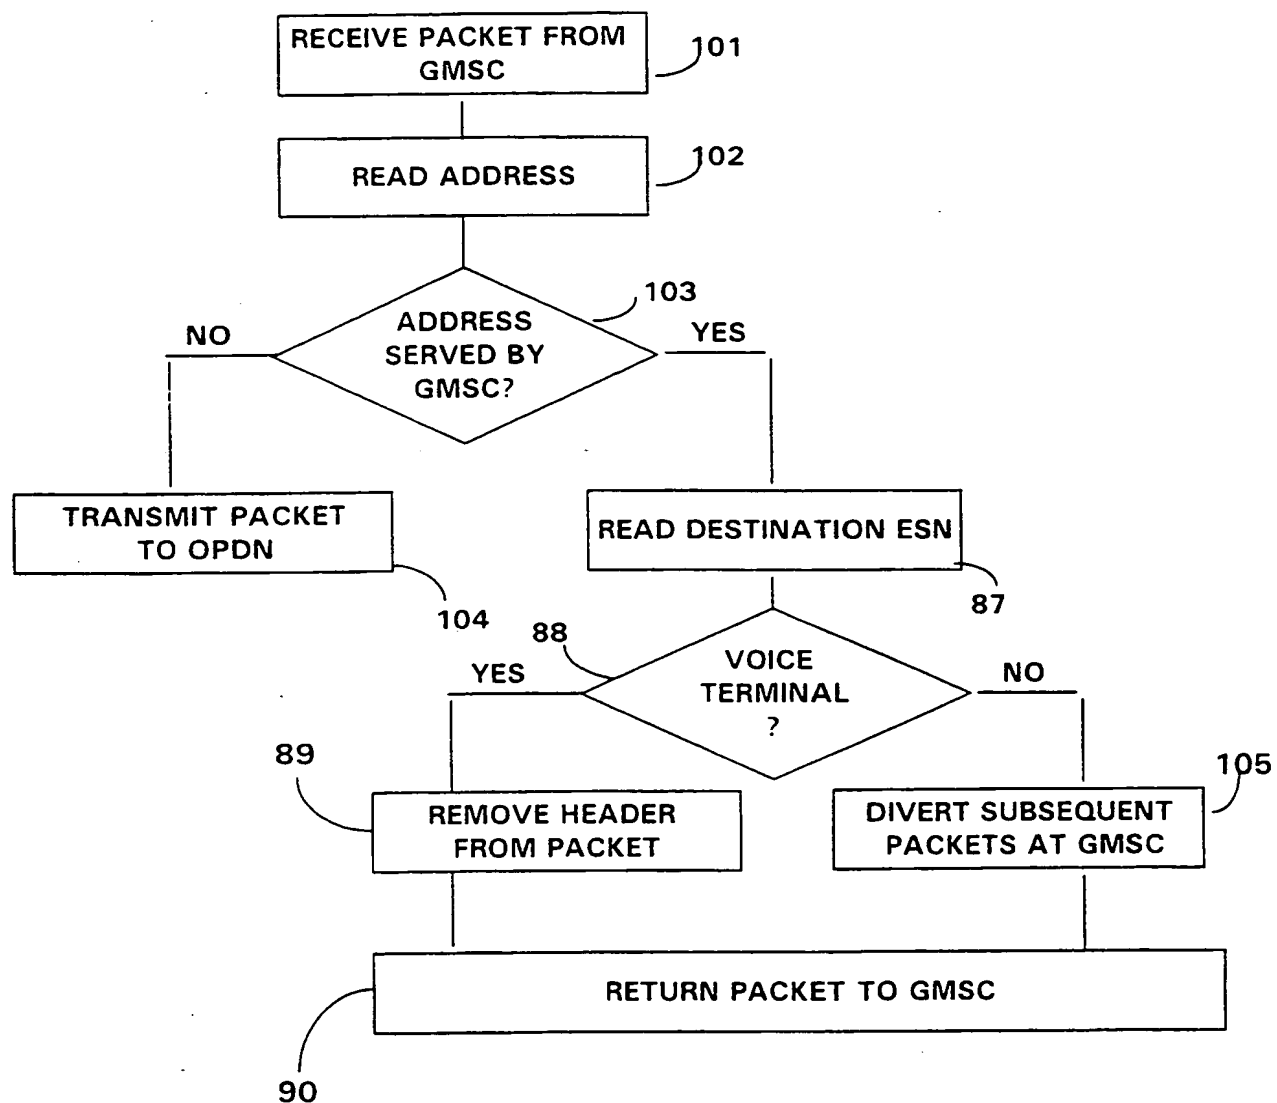 RECEIVE PACKET FROM
GMSC
101
READ ADDRESS
102
103
ADDRESS
SERVED BY
GMSC?
NO
YES
TRANSMIT PACKET
TO OPDN
104
READ DESTINATION ESN
87
88
VOICE
TERMINAL
?
YES
NO
89
REMOVE HEADER
FROM PACKET
105
DIVERT SUBSEQUENT
PACKETS AT GMSC
RETURN PACKET TO GMSC
90